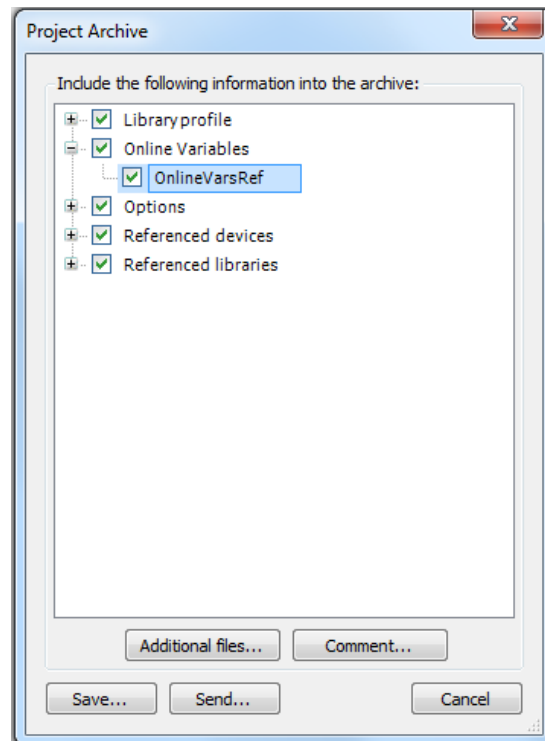 Project Archive
Include the following information into the archive:
Library profile
Online Variables
OnlineVarsRef
Options
Referenced devices
Referenced libraries
Additional files... Comment...
Save... Send... Cancel